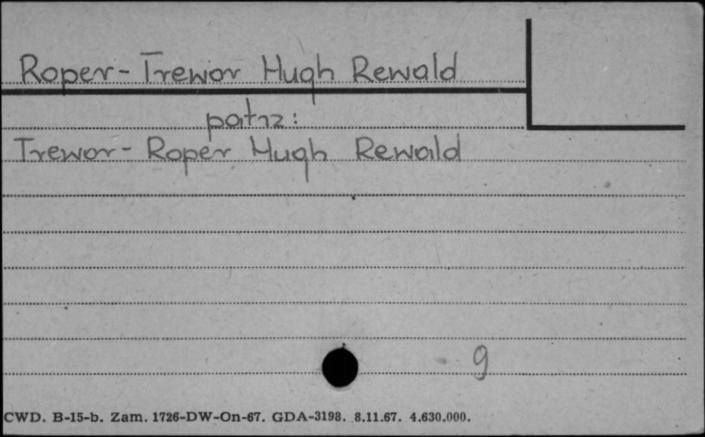 Roper-Trewor Hugh Rewald
patrz:
Trewor-Roper Hugh Rewald
9
CWD. B-15-b. Zam. 1726-DW-On-67. GDA-3198. 8.11.67. 4.630.000.